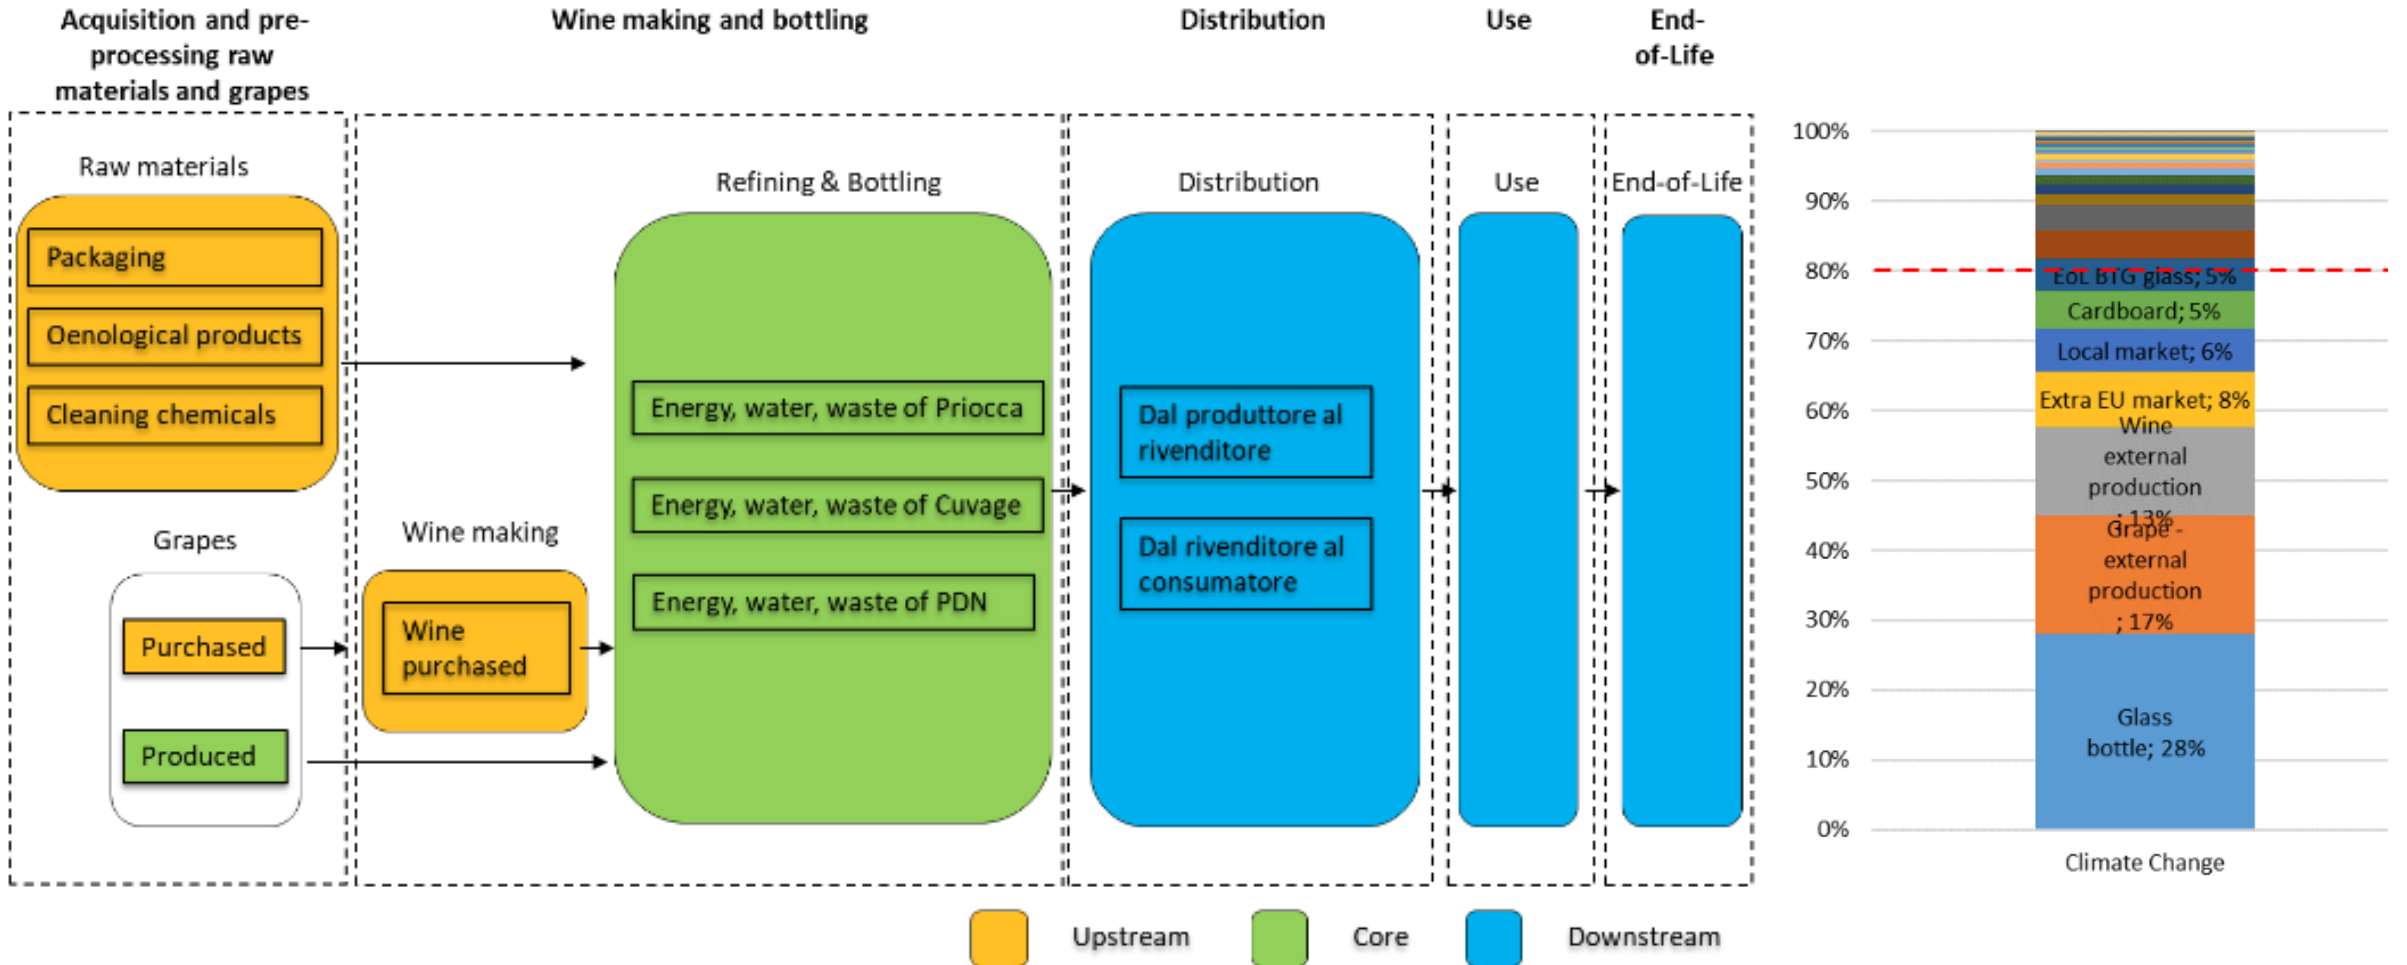 Acquisition and pre-
processing raw
materials and grapes
Wine making and bottling
Distribution
Use
End-
of-Life
Raw materials
Packaging
Oenological products
Cleaning chemicals
Grapes
Purchased
Produced
Wine making
Wine
purchased
Refining & Bottling
Energy, water, waste of Priocca
Energy, water, waste of Cuvage
Energy, water, waste of PDN
Distribution
Dal produttore al
rivenditore
Dal rivenditore al
consumatore
Use
End-of-Life
Upstream
Core
Downstream
100%
90%
80%
70%
60%
50%
40%
30%
20%
10%
0%
EoL BTG glass; 5%
Cardboard; 5%
Local market; 6%
Extra EU market; 8%
Wine
external
production
; 13%
Grape -
external
production
; 17%
Glass
bottle; 28%
Climate Change